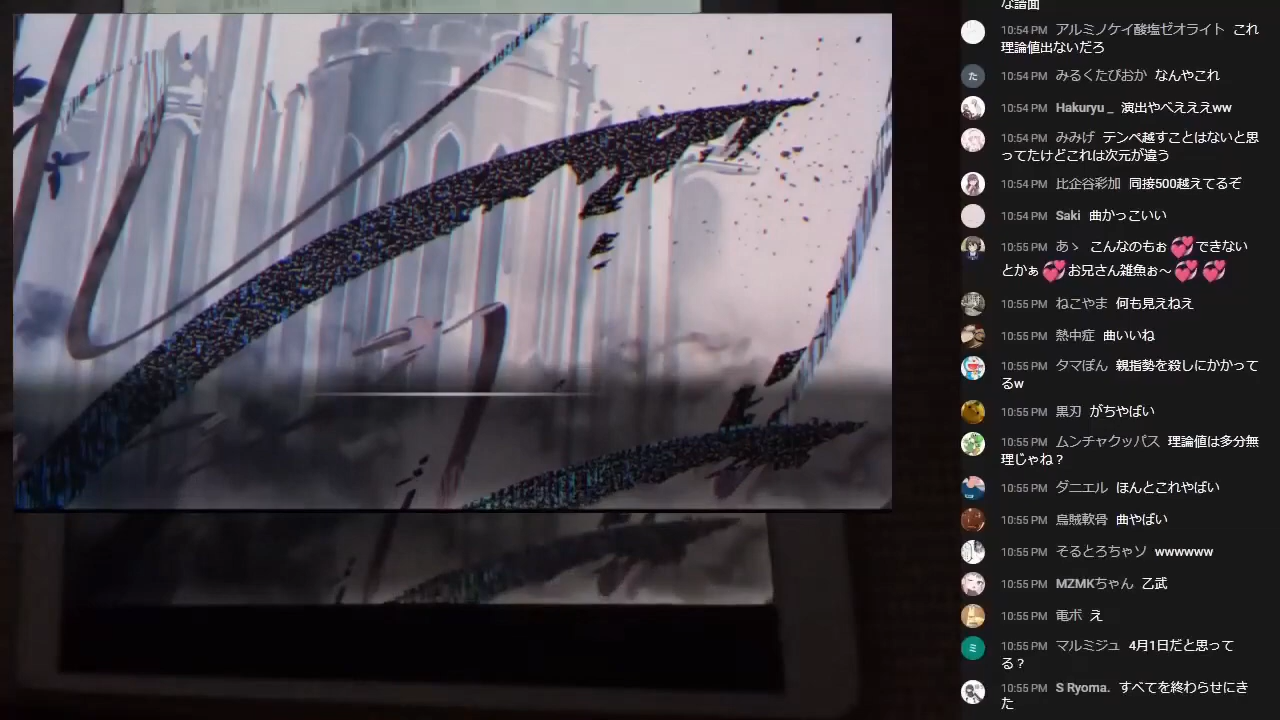 な譜面
10:54 PM アルミノケイ酸塩ゼオライト これ
理論値出ないだろ
た
10:54 PM みるくたぴおか なんやこれ
10:54 PM Hakuryu _ 演出やべえええww
10:54 PM みみげ テンペ越すことはないと思
ってたけどこれは次元が違う
10:54 PM 比企谷彩加 同接500越えてるぞ
10:54 PM Saki 曲かっこいい
10:55 PM あゝ こんなのもぉ💞できない
とかぁ💞お兄さん雑魚ぉ〜💞💞
10:55 PM ねこやま 何も見えねえ
10:55 PM 熱中症 曲いいね
10:55 PM タマぽん 親指勢を殺しにかかって
るw
10:55 PM 黒刃 がちやばい
10:55 PM ムンチャクッパス 理論値は多分無
理じゃね？
10:55 PM ダニエル ほんとこれやばい
10:55 PM 烏賊軟骨 曲やばい
10:55 PM そるとろちゃソ wwwwww
10:55 PM MZMKちゃん 乙武
10:55 PM 電ボ え
ミ
10:55 PM マルミジュ 4月1日だと思って
る？
10:55 PM S Ryoma. すべてを終わらせにき
た